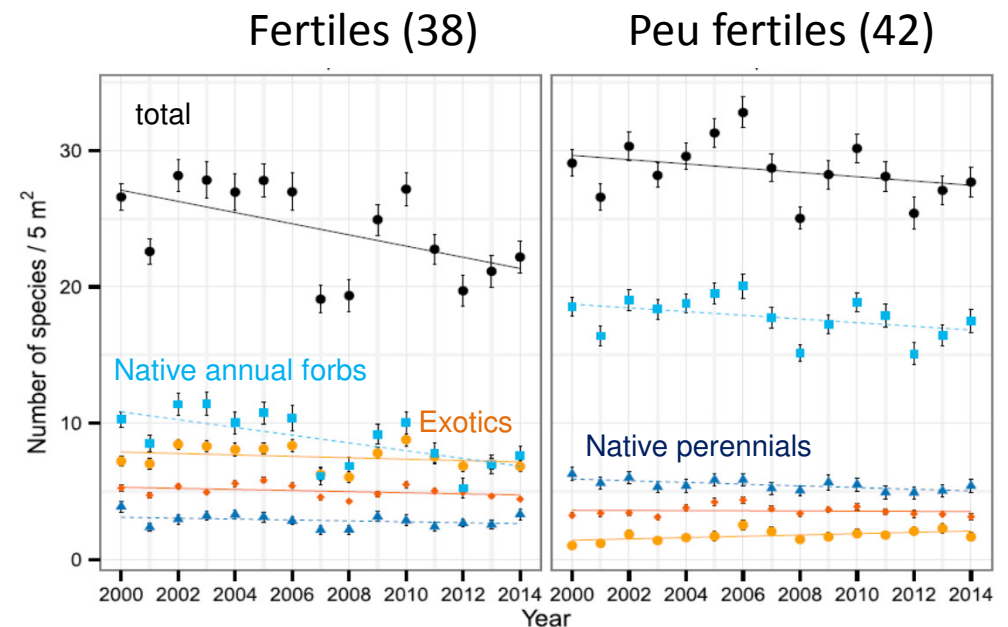 Fertiles (38)
Peu fertiles (42)
total
Native annual forbs
Exotics
Native perennials
Number of species / 5 m²
30
20
10
0
2000 2002 2004 2006 2008 2010 2012 2014
2000 2002 2004 2006 2008 2010 2012 2014
Year